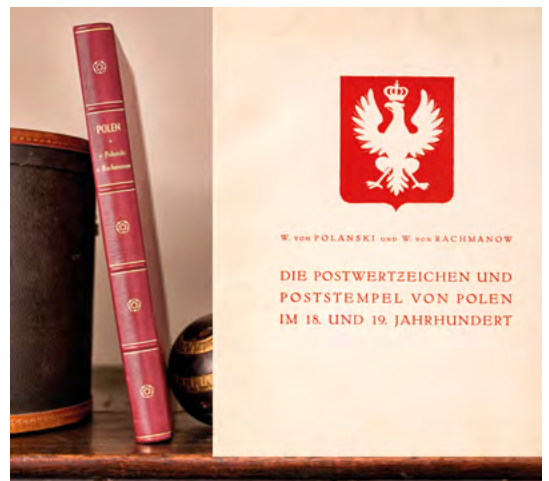 POLEN
v. Polanski
v. Rachmanow
W. VON POLANSKI UND W. VON RACHMANOW
DIE POSTWERTZEICHEN UND
POSTSTEMPEL VON POLEN
IM 18. UND 19. JAHRHUNDERT